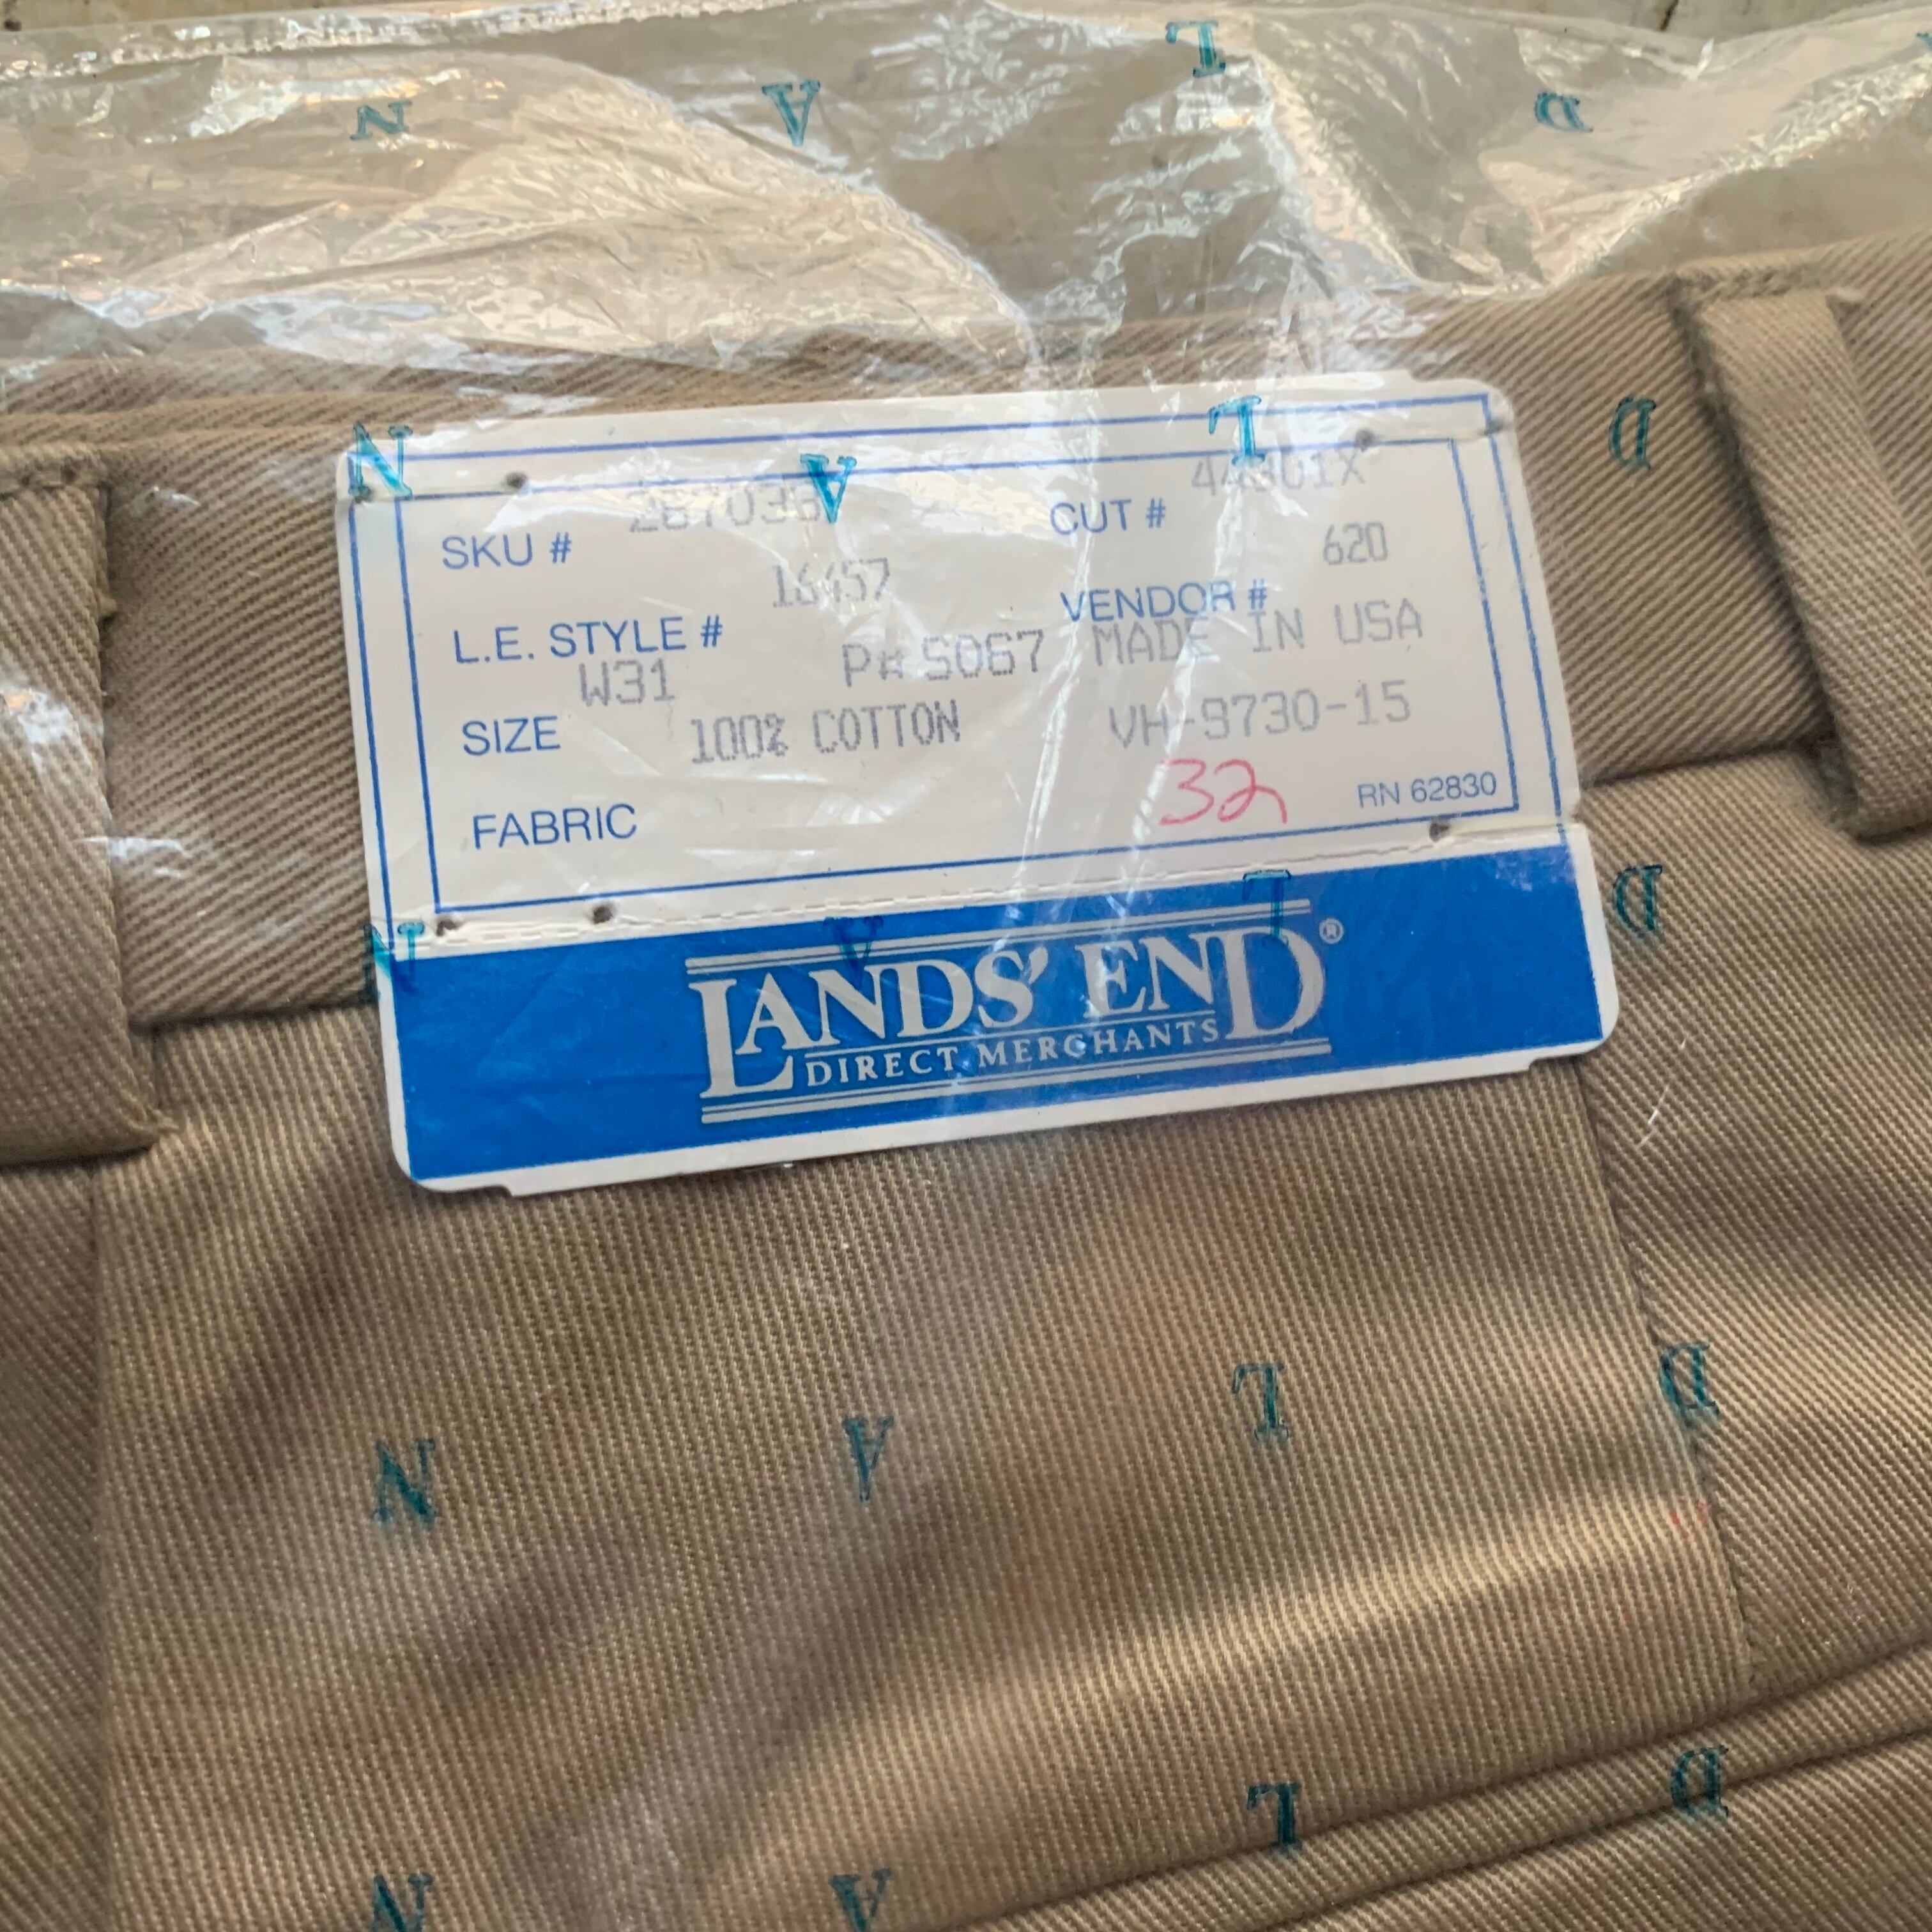 SKU #
CUT #
620
L.E. STYLE # 16457
VENDOR #
W31 P# 5067 MADE IN USA
SIZE
100% COTTON VH-9730-15
FABRIC
32
RN 62830
LANDS' END®
DIRECT MERCHANTS
N A L D
N A L D
N A L D
N A L D
N A L D